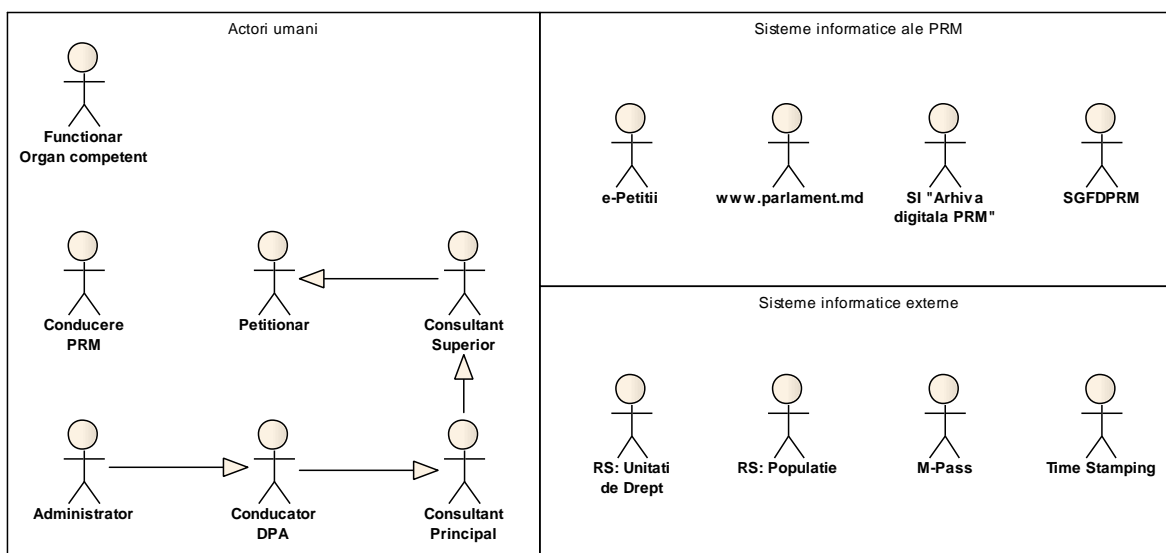 Actori umani
Functionar
Organ competent
Conducere
PRM
Petitionar
Consultant
Superior
Administrator
Conducator
DPA
Consultant
Principal
Sisteme informatice ale PRM
e-Petitii
www.parlament.md
SI "Arhiva
digitala PRM"
SGFDPRM
Sisteme informatice externe
RS: Unitati
de Drept
RS: Populatie
M-Pass
Time Stamping